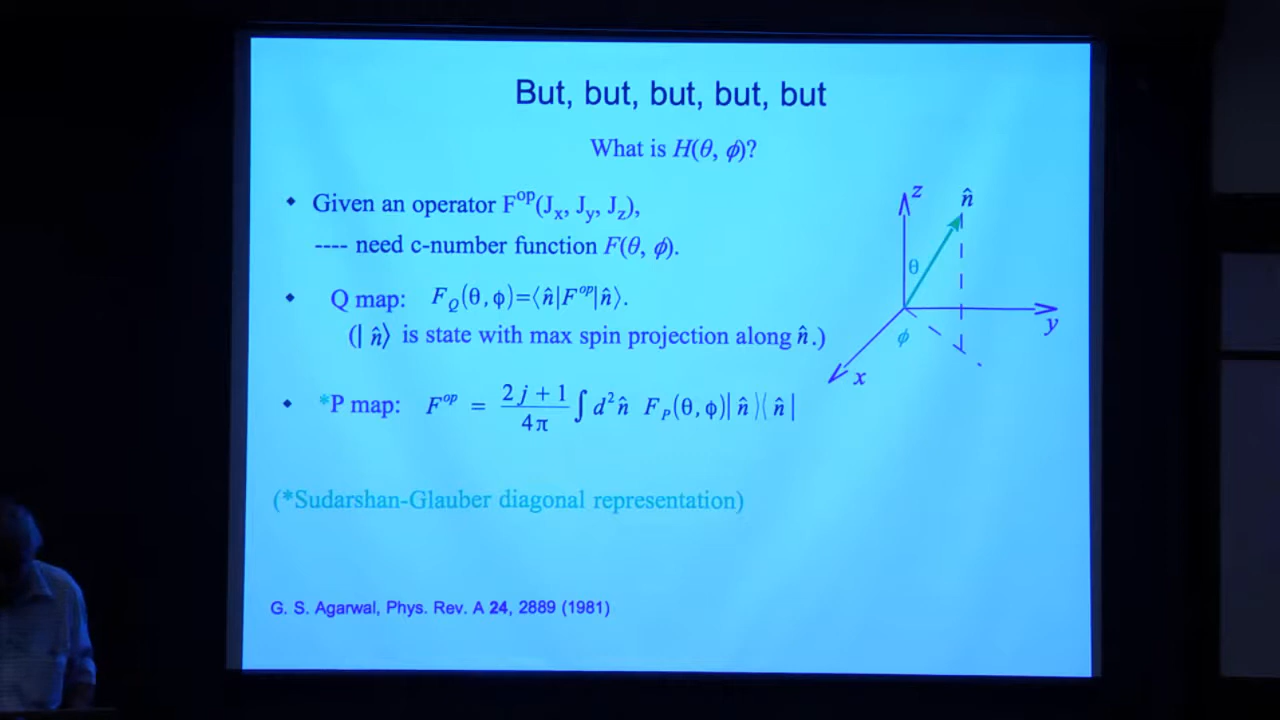 But, but, but, but, but
What is H(θ, ϕ)?
• Given an operator F^op(J_x, J_y, J_z),
---- need c-number function F(θ, ϕ).
• Q map: F_Q(θ,ϕ)=⟨n̂|F^op|n̂⟩.
(| n̂⟩ is state with max spin projection along n̂.)
• *P map: F^op = (2 j + 1)/(4π) ∫ d²n̂ F_P(θ,ϕ)| n̂ ⟩⟨ n̂ |
(*Sudarshan-Glauber diagonal representation)
G. S. Agarwal, Phys. Rev. A 24, 2889 (1981)
z
n̂
θ
y
ϕ
x